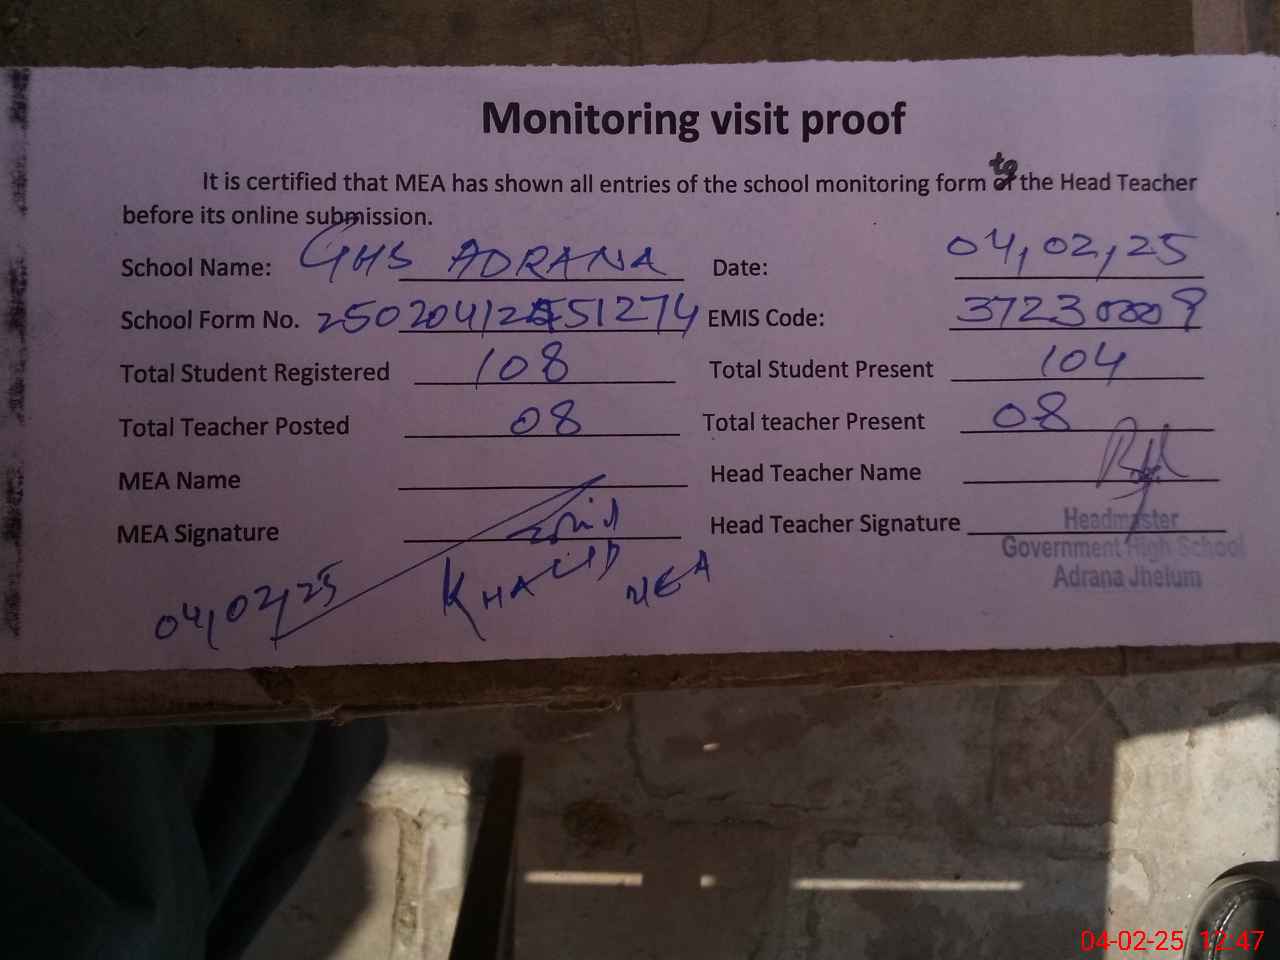 Monitoring visit proof
It is certified that MEA has shown all entries of the school monitoring form to the Head Teacher
before its online submission.
School Name: GHS ADRANA Date: 04,02,25
School Form No. EMIS Code: 37230009
Total Student Registered 108 Total Student Present 104
Total Teacher Posted 08 Total teacher Present 08
MEA Name Head Teacher Name
MEA Signature Head Teacher Signature
Headmaster
Government High School
Adrana Jhelum
04,02,25 KHALID MEA
04-02-25 12:47